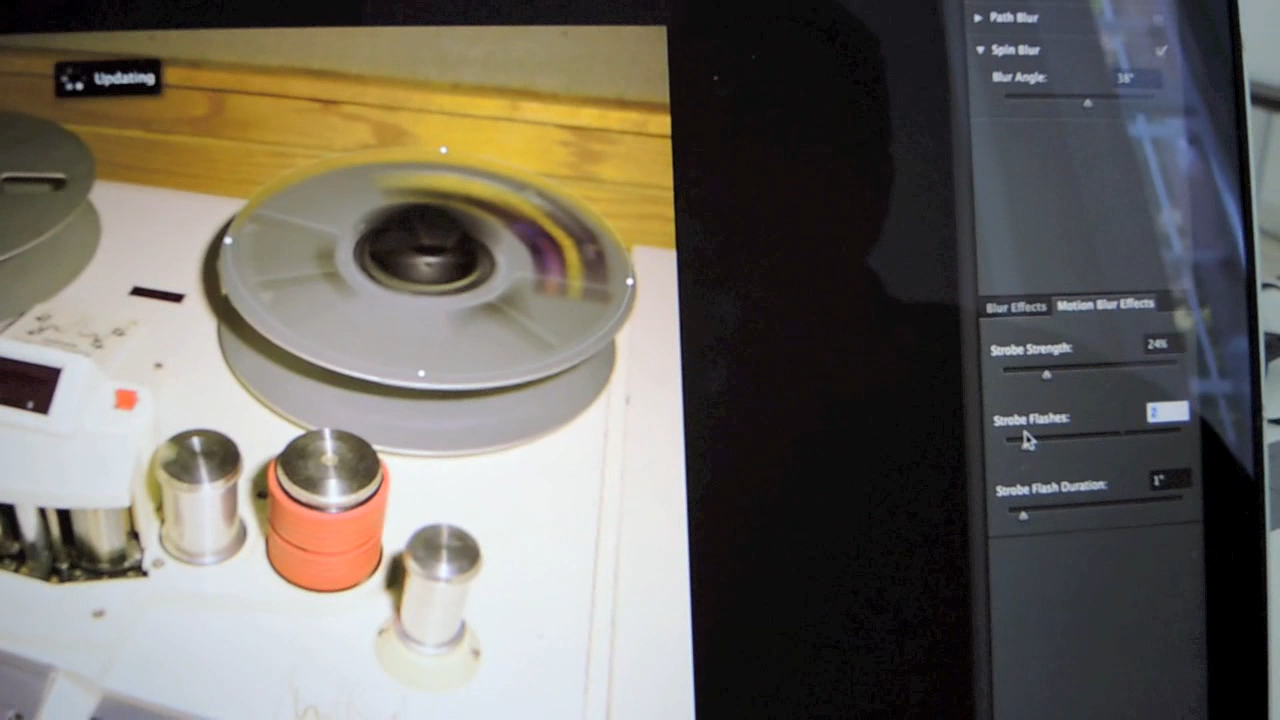 Updating
Path Blur
Spin Blur
Blur Angle: 38°
Blur Effects Motion Blur Effects
Strobe Strength: 24%
Strobe Flashes: 2
Strobe Flash Duration: 1°